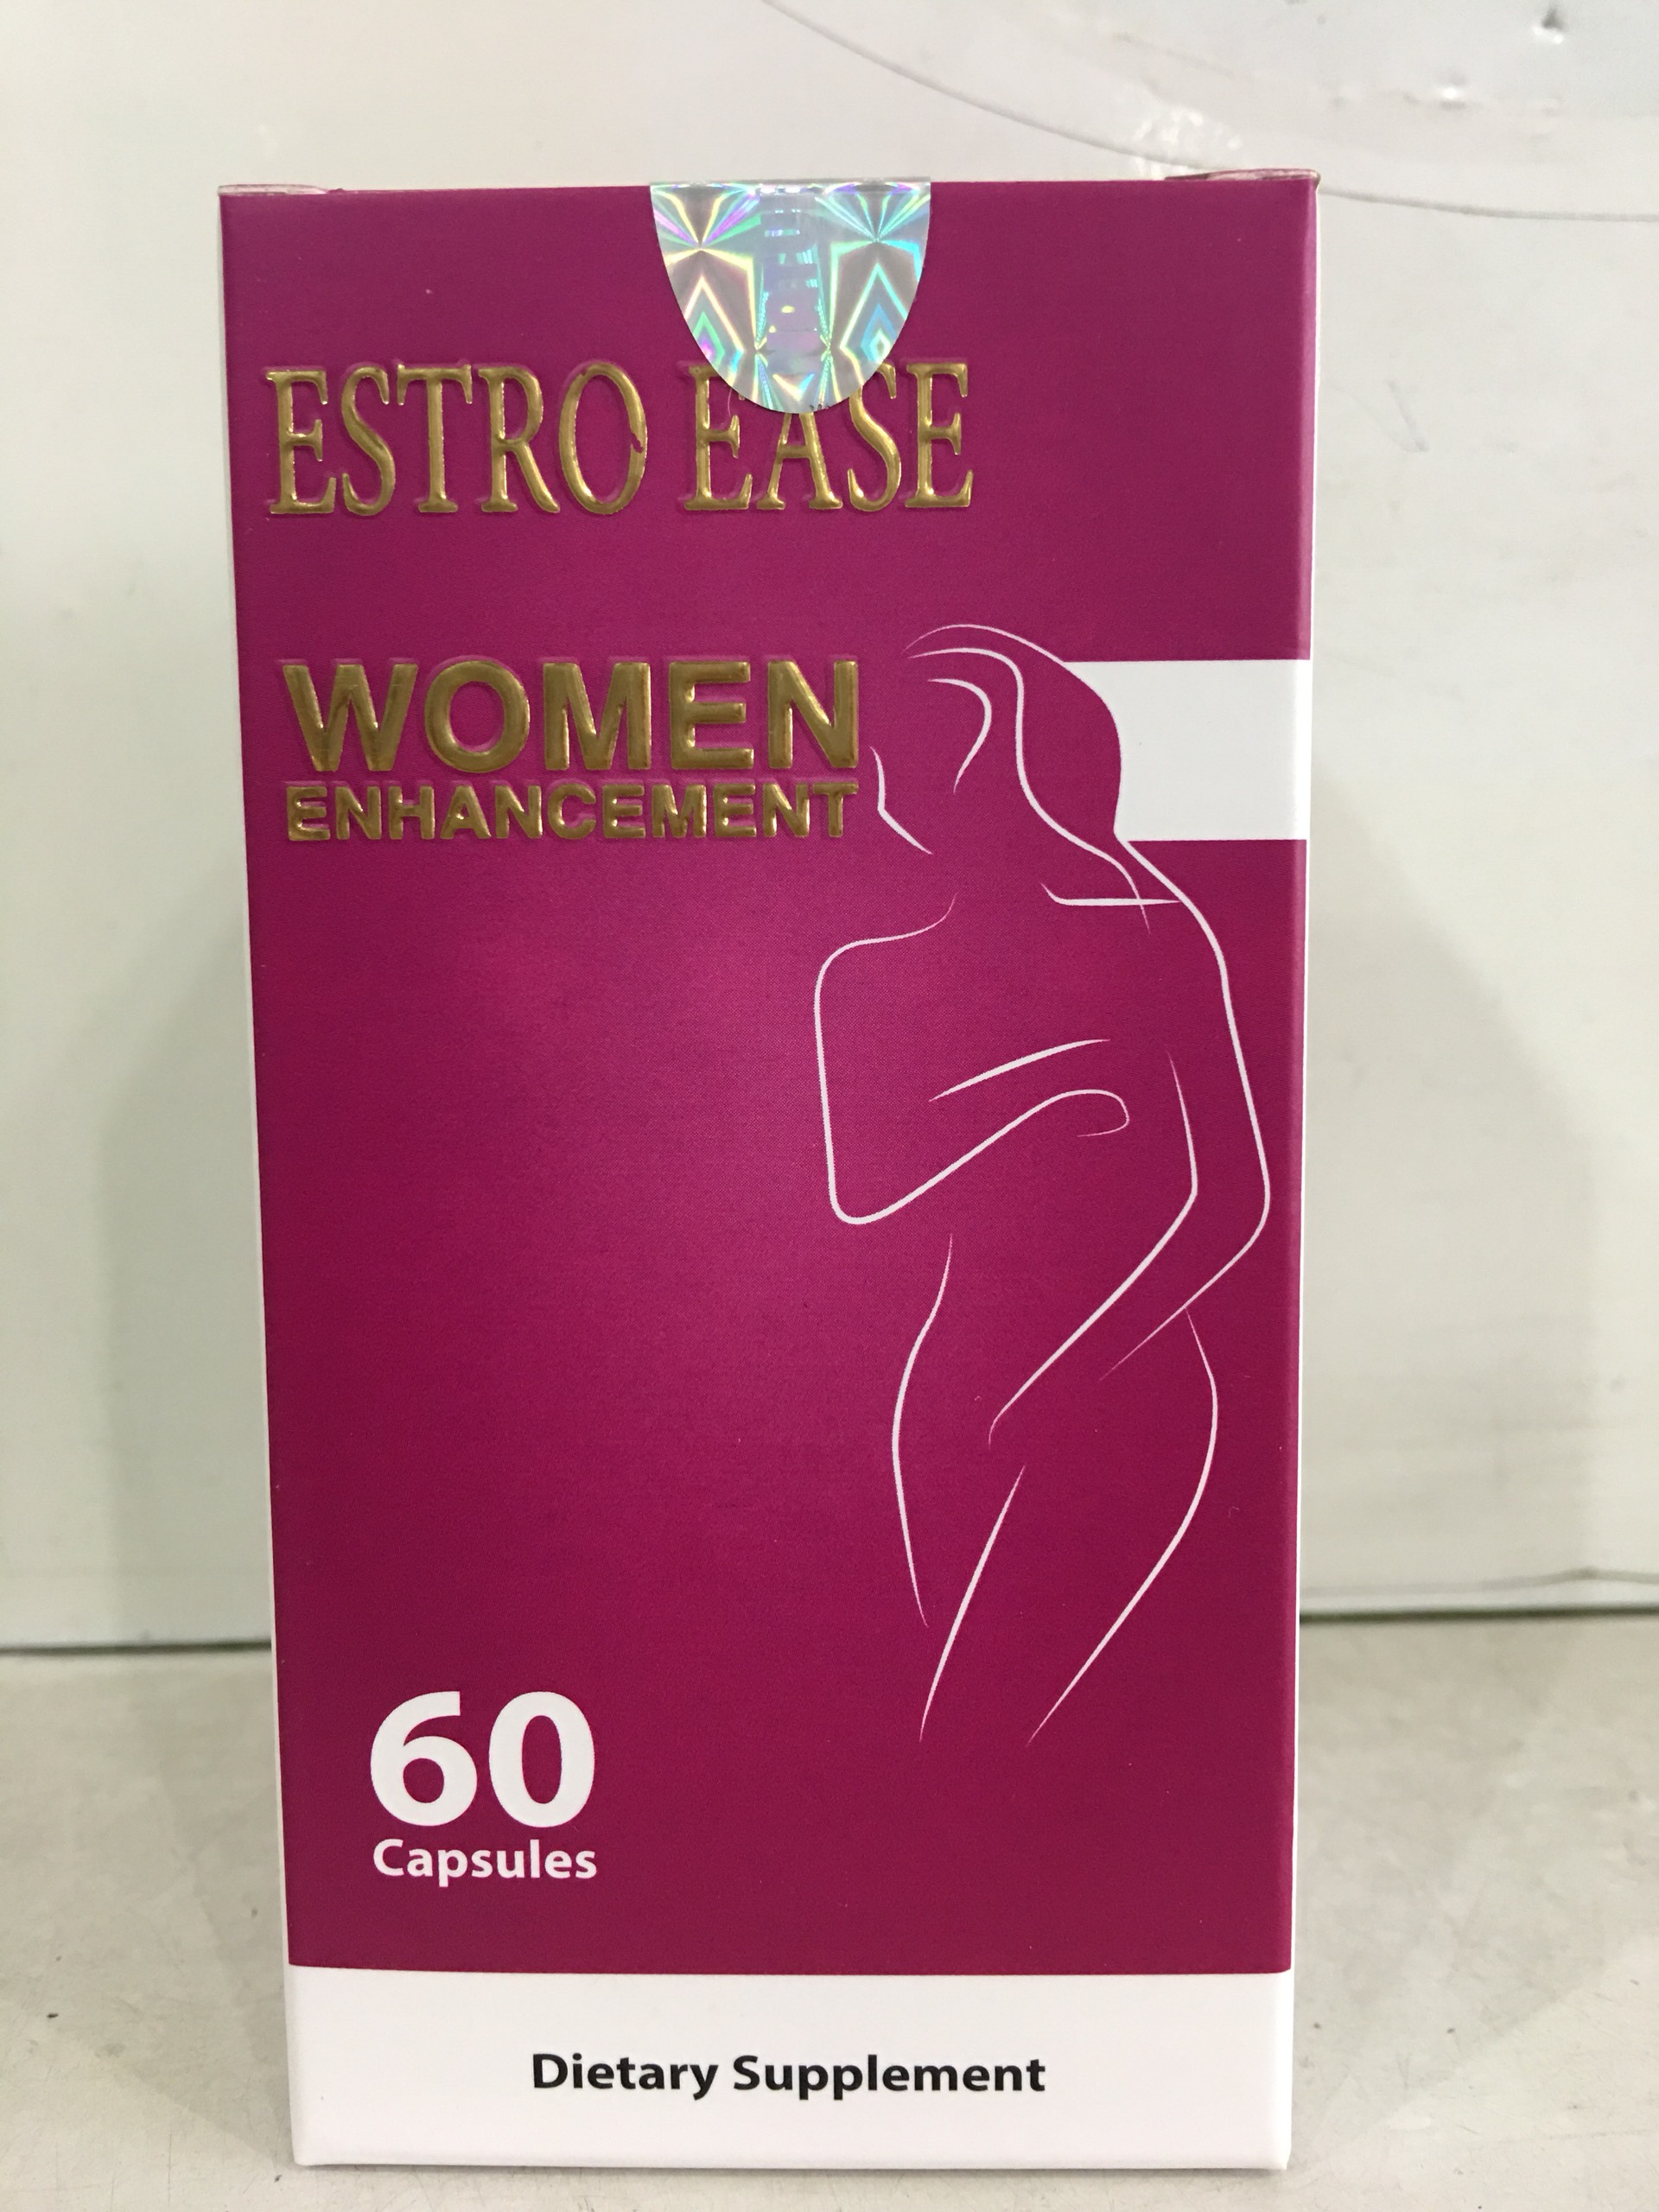 ESTRO EASE
WOMEN
ENHANCEMENT
60
Capsules
Dietary Supplement